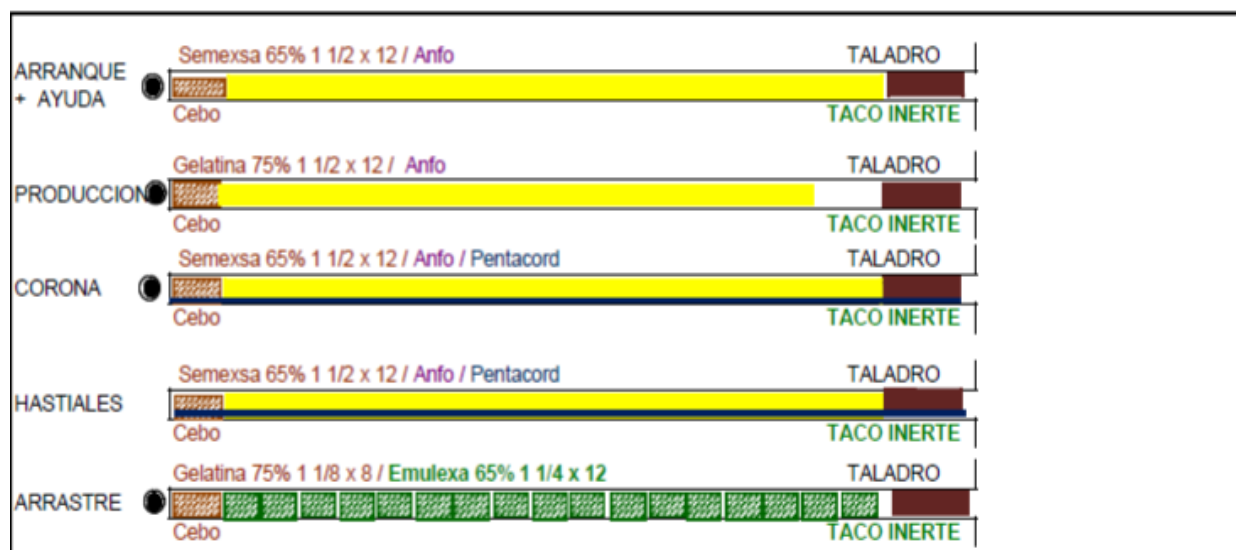 Semexsa 65% 1 1/2 x 12 / Anfo TALADRO
ARRANQUE
+ AYUDA
Cebo TACO INERTE
Gelatina 75% 1 1/2 x 12 / Anfo TALADRO
PRODUCCION
Cebo TACO INERTE
Semexsa 65% 1 1/2 x 12 / Anfo / Pentacord TALADRO
CORONA
Cebo TACO INERTE
Semexsa 65% 1 1/2 x 12 / Anfo / Pentacord TALADRO
HASTIALES
Cebo TACO INERTE
Gelatina 75% 1 1/8 x 8 / Emulexa 65% 1 1/4 x 12 TALADRO
ARRASTRE
Cebo TACO INERTE